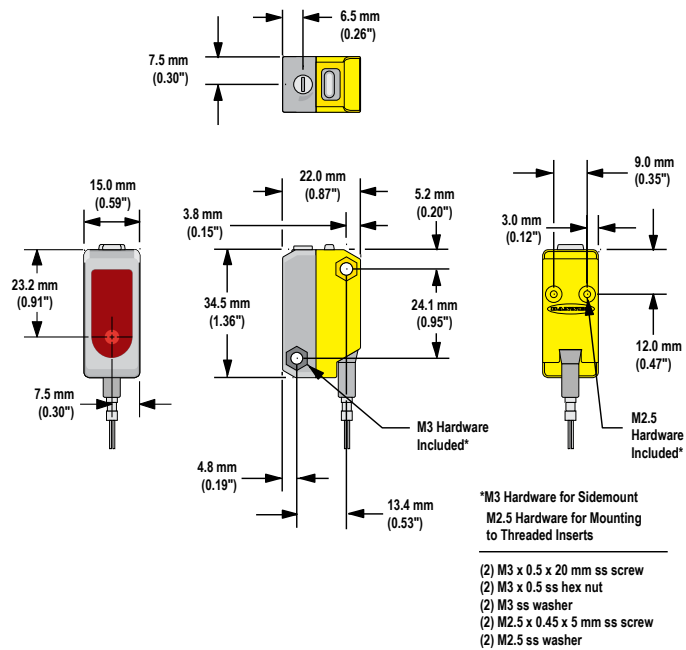 6.5 mm
(0.26")
7.5 mm
(0.30")
15.0 mm
(0.59")
23.2 mm
(0.91")
7.5 mm
(0.30")
22.0 mm
(0.87")
5.2 mm
(0.20")
3.8 mm
(0.15")
34.5 mm
(1.36")
24.1 mm
(0.95")
M3 Hardware
Included*
4.8 mm
(0.19")
13.4 mm
(0.53")
9.0 mm
(0.35")
3.0 mm
(0.12")
12.0 mm
(0.47")
M2.5
Hardware
Included*
*M3 Hardware for Sidemount
M2.5 Hardware for Mounting
to Threaded Inserts
(2) M3 x 0.5 x 20 mm ss screw
(2) M3 x 0.5 ss hex nut
(2) M3 ss washer
(2) M2.5 x 0.45 x 5 mm ss screw
(2) M2.5 ss washer